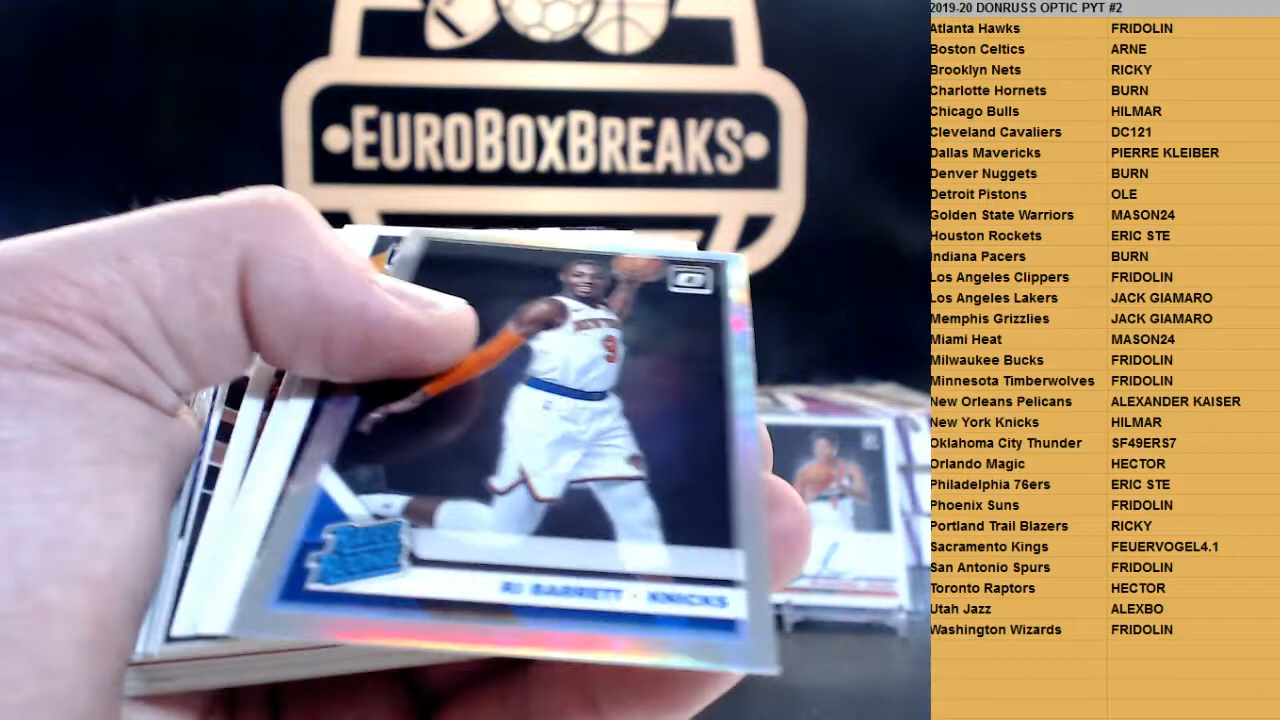 EUROBOXBREAKS
9
RJ BARRETT - KNICKS
2019-20 DONRUSS OPTIC PYT #2
Atlanta Hawks FRIDOLIN
Boston Celtics ARNE
Brooklyn Nets RICKY
Charlotte Hornets BURN
Chicago Bulls HILMAR
Cleveland Cavaliers DC121
Dallas Mavericks PIERRE KLEIBER
Denver Nuggets BURN
Detroit Pistons OLE
Golden State Warriors MASON24
Houston Rockets ERIC STE
Indiana Pacers BURN
Los Angeles Clippers FRIDOLIN
Los Angeles Lakers JACK GIAMARO
Memphis Grizzlies JACK GIAMARO
Miami Heat MASON24
Milwaukee Bucks FRIDOLIN
Minnesota Timberwolves FRIDOLIN
New Orleans Pelicans ALEXANDER KAISER
New York Knicks HILMAR
Oklahoma City Thunder SF49ERS7
Orlando Magic HECTOR
Philadelphia 76ers ERIC STE
Phoenix Suns FRIDOLIN
Portland Trail Blazers RICKY
Sacramento Kings FEUERVOGEL4.1
San Antonio Spurs FRIDOLIN
Toronto Raptors HECTOR
Utah Jazz ALEXBO
Washington Wizards FRIDOLIN